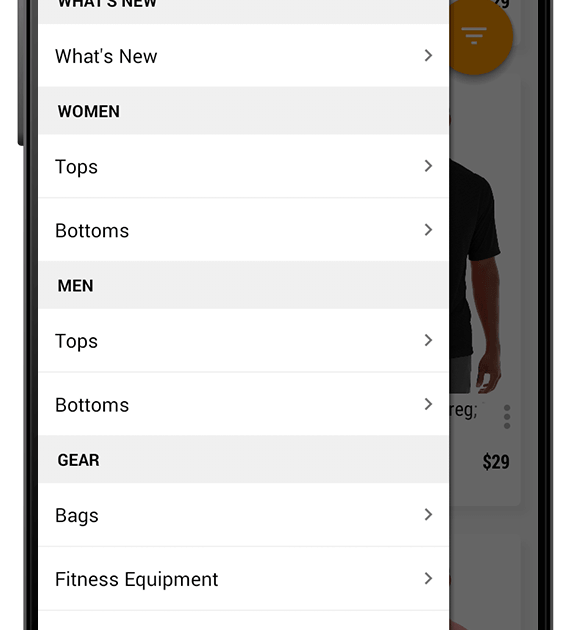 WHAT'S NEW
What's New
WOMEN
Tops
Bottoms
MEN
Tops
Bottoms
GEAR
Bags
Fitness Equipment
reg;
$29